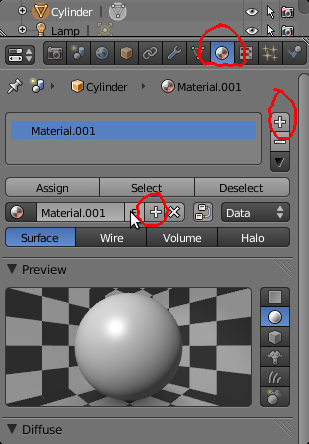 Cylinder
Lamp
Cylinder Material.001
Material.001
Assign Select Deselect
Material.001 Data
Surface Wire Volume Halo
Preview
Diffuse